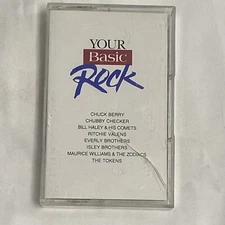 YOUR
Basic
Rock
CHUCK BERRY
CHUBBY CHECKER
BILL HALEY & HIS COMETS
RITCHIE VALENS
EVERLY BROTHERS
ISLEY BROTHERS
MAURICE WILLIAMS & THE ZODIACS
THE TOKENS